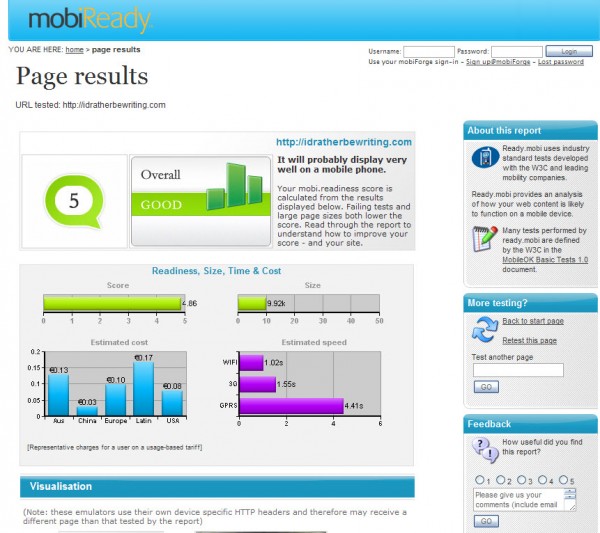 mobiReady
YOU ARE HERE: home > page results
Username: Password: Login
Use your mobiForge sign-in - Sign up@mobiForge - Lost password
Page results
URL tested: http://idratherbewriting.com
http://idratherbewriting.com
5
Overall
GOOD
It will probably display very
well on a mobile phone.
Your mobi.readiness score is
calculated from the results
displayed below. Failing tests and
large page sizes both lower the
score. Read through the report to
understand how to improve your
score - and your site.
Readiness, Size, Time & Cost
Score
4.86
0 1 2 3 4 5
Size
9.92k
0 10 20 30 40 50
Estimated cost
0.2
0.15
0.1
0.05
0
€0.13
€0.03
€0.10
€0.17
€0.08
Aus China Europe Latin USA
Estimated speed
WIFI 1.02s
3G 1.55s
GPRS 4.41s
0 2 4 6
[Representative charges for a user on a usage-based tariff]
Visualisation
(Note: these emulators use their own device specific HTTP headers and therefore may receive a
different page than that tested by the report)
About this report
Ready.mobi uses industry
standard tests developed
with the W3C and leading
mobility companies.
Ready.mobi provides an analysis
of how your web content is likely
to function on a mobile device.
Many tests performed by
ready.mobi are defined
by the W3C in the
MobileOK Basic Tests 1.0
document.
More testing?
Back to start page
Retest this page
Test another page
GO
Feedback
How useful did you find
this report?
1 2 3 4 5
Please give us your
comments (include email
GO